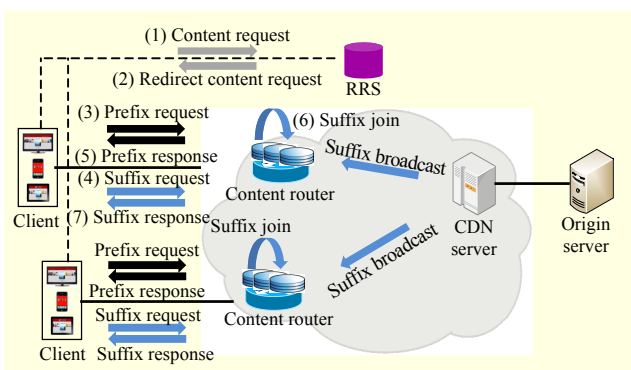 (1) Content request
(2) Redirect content request
RRS
(3) Prefix request
(6) Suffix join
(5) Prefix response
(4) Suffix request
Suffix broadcast
Content router
Client
(7) Suffix response
CDN
server
Origin
server
Suffix join
Prefix request
Suffix broadcast
Prefix response
Suffix request
Content router
Client
Suffix response